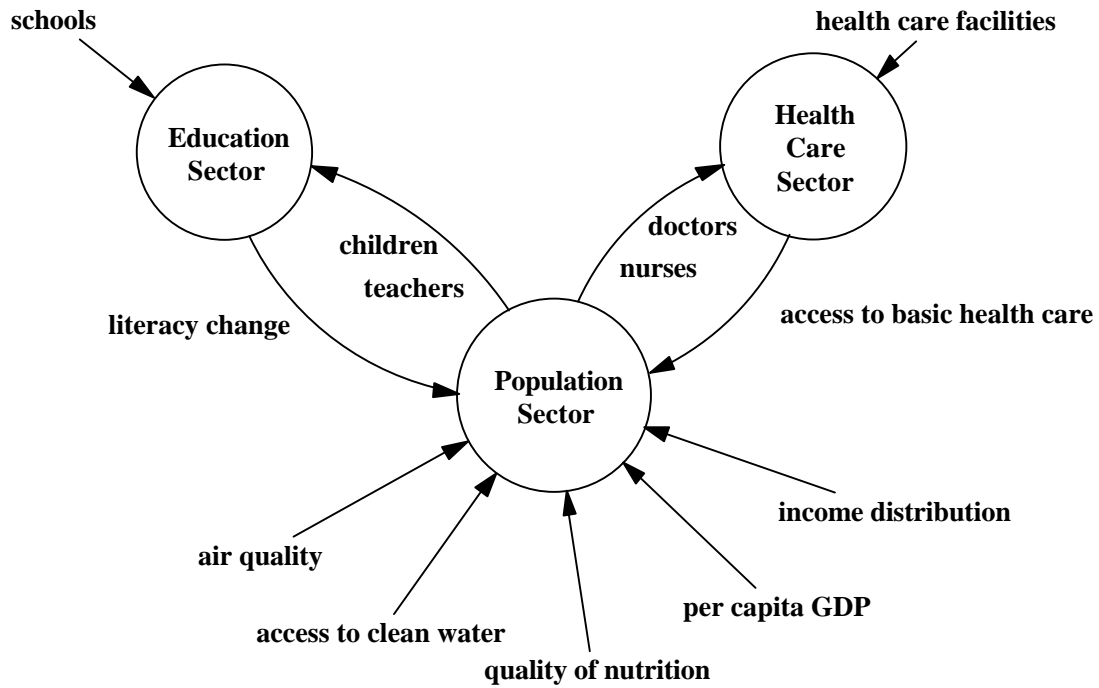 schools
health care facilities
Education
Sector
Health
Care
Sector
children
teachers
doctors
nurses
literacy change
access to basic health care
Population
Sector
air quality
access to clean water
quality of nutrition
per capita GDP
income distribution